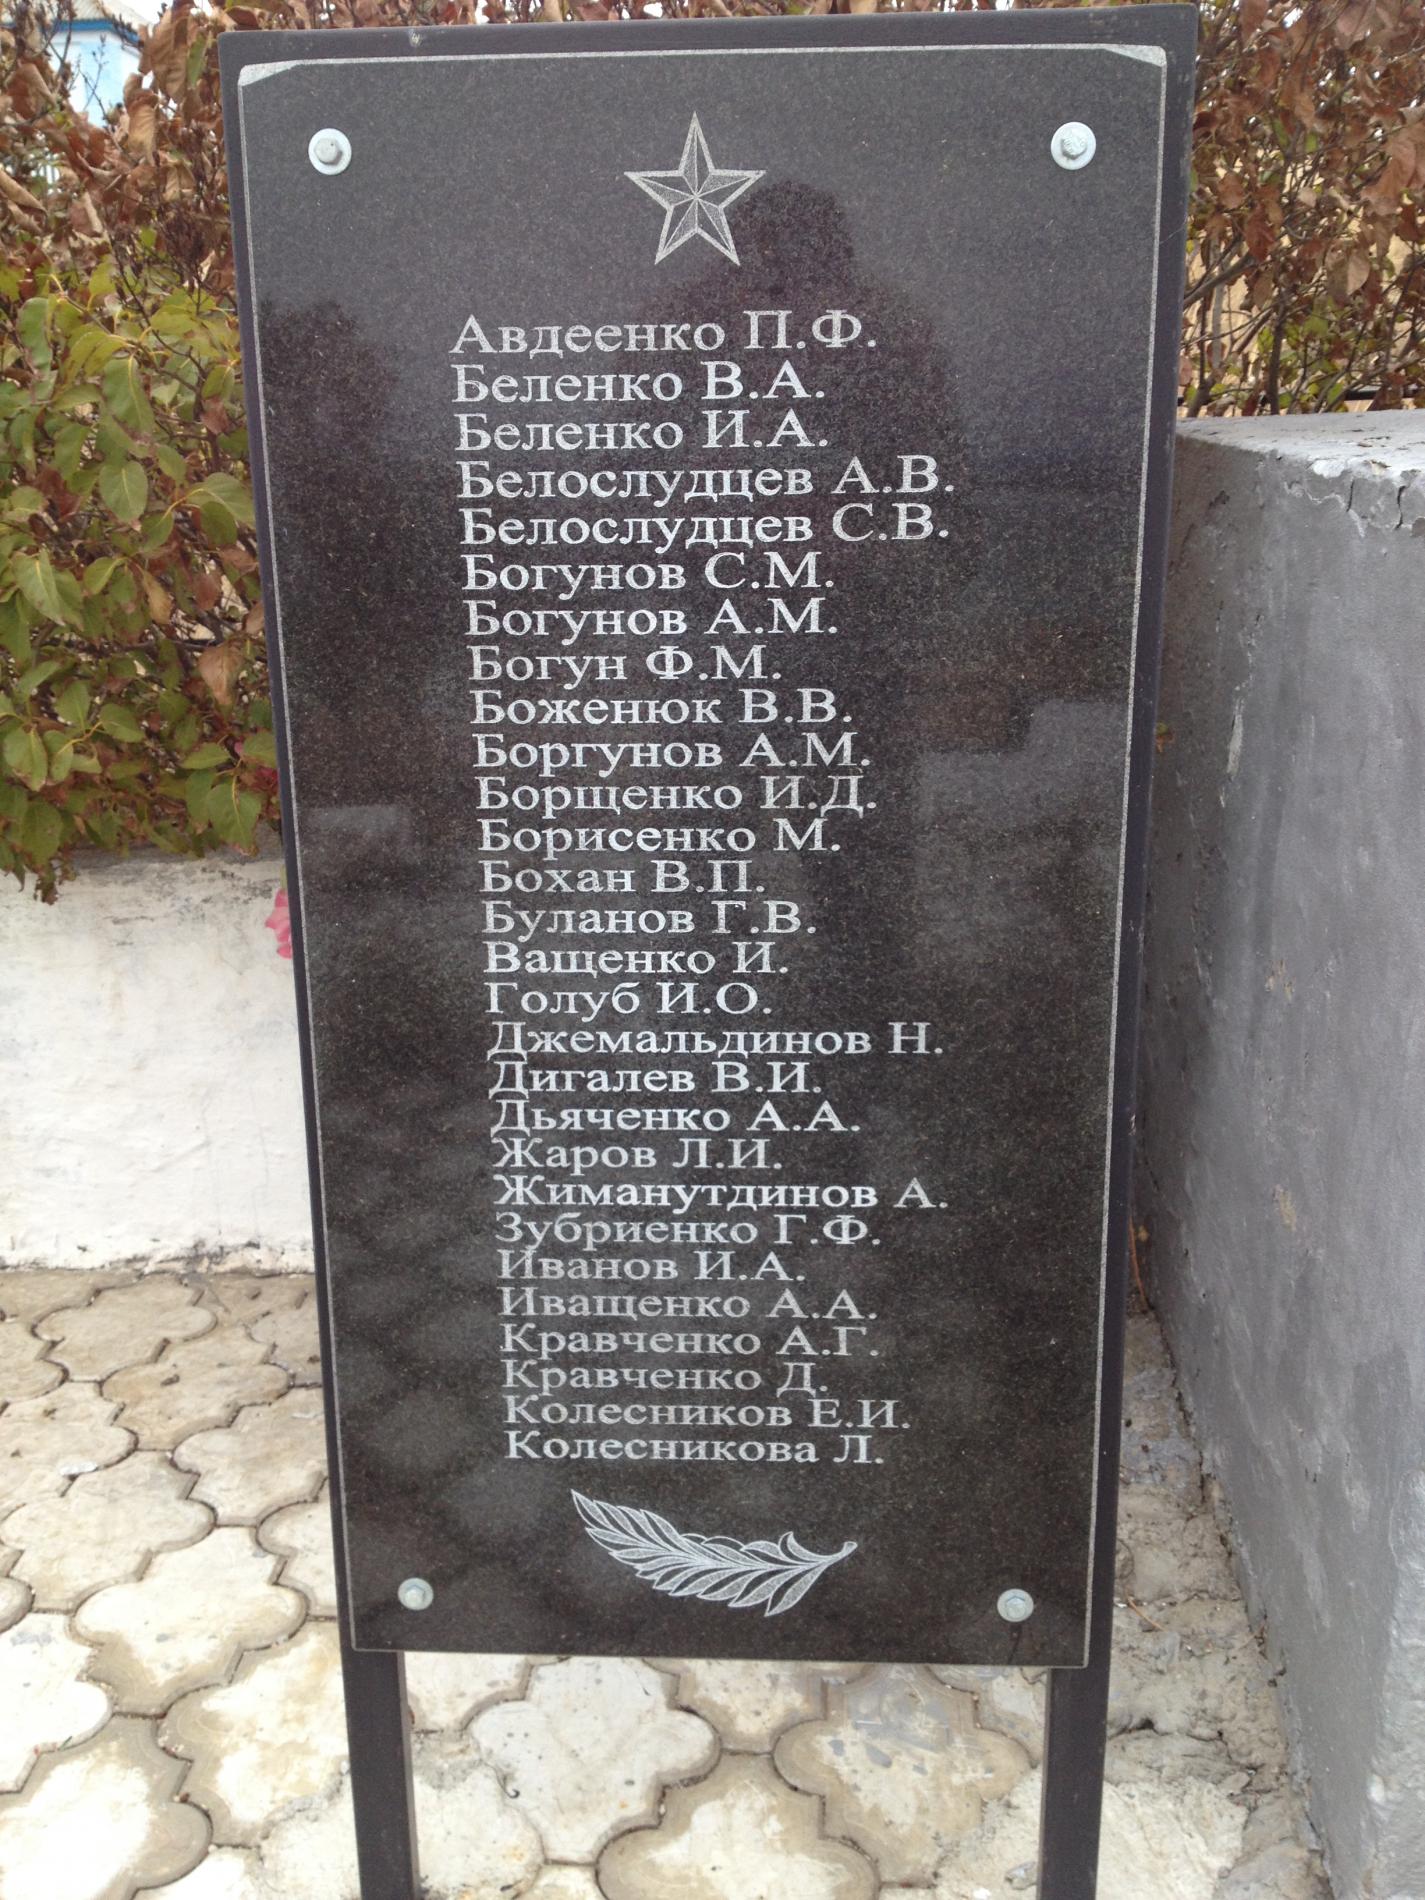 Авдеенко П.Ф.
Беленко В.А.
Беленко И.А.
Белослудцев А.В.
Белослудцев С.В.
Богунов С.М.
Богунов А.М.
Богун Ф.М.
Боженюк В.В.
Боргунов А.М.
Борщенко И.Д.
Борисенко М.
Бохан В.П.
Буланов Г.В.
Ващенко И.
Голуб И.О.
Джемальдинов Н.
Дигалев В.И.
Дьяченко А.А.
Жаров Л.И.
Жиманутдинов А.
Зубриенко Г.Ф.
Иванов И.А.
Иващенко А.А.
Кравченко А.Г.
Кравченко Д.
Колесников Е.И.
Колесникова Л.